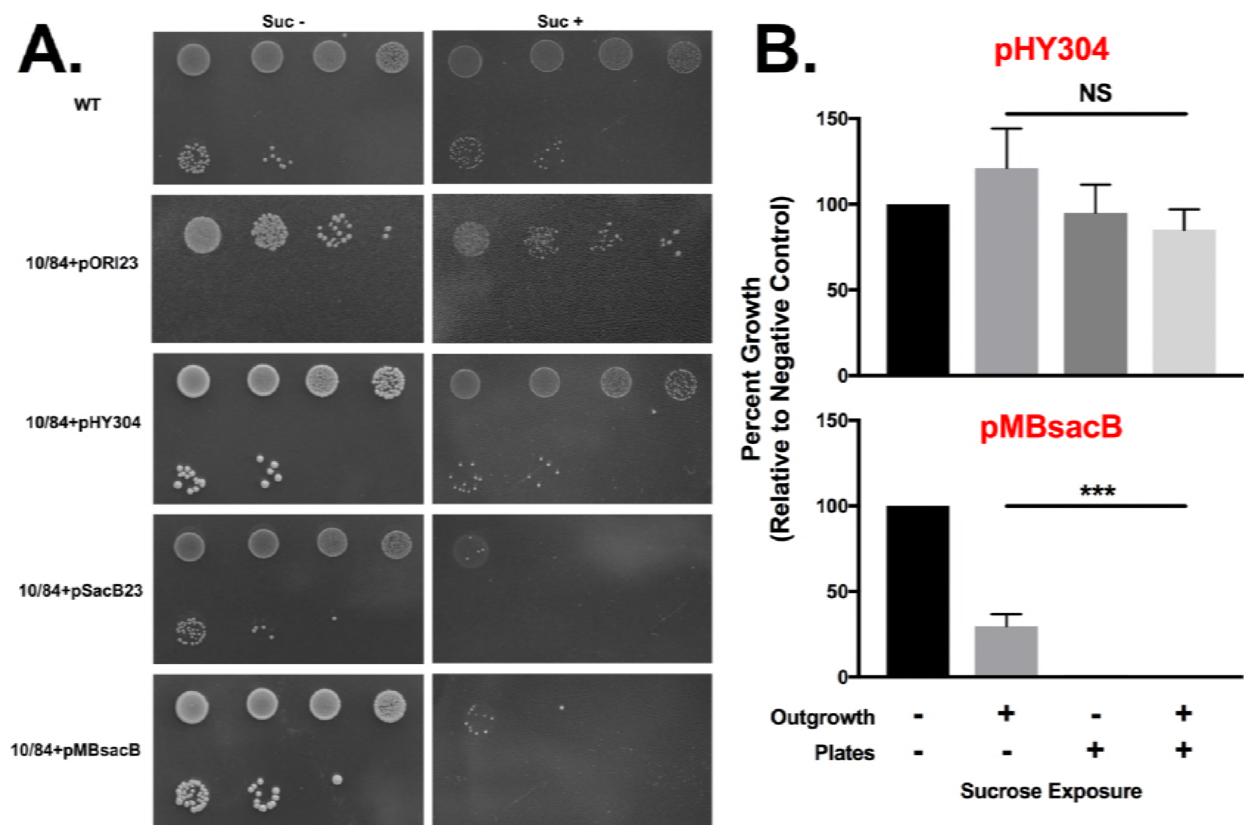 A.
Suc -
Suc +
WT
10/84+pORI23
10/84+pHY304
10/84+pSacB23
10/84+pMBsacB
B.
pHY304
NS
150
100
50
0
pMBsacB
***
150
100
50
0
Percent Growth
(Relative to Negative Control)
Outgrowth - + - +
Plates - - + +
Sucrose Exposure